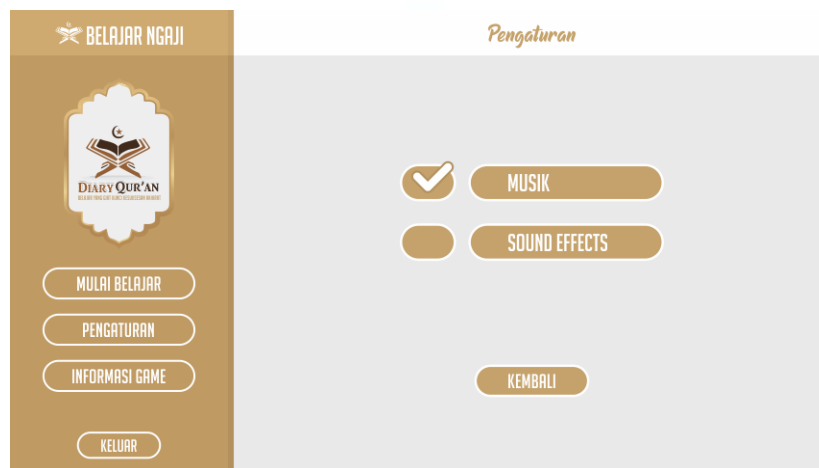 BELAJAR NGAJI
DIARY QUR'AN
MULAI BELAJAR
PENGATURAN
INFORMASI GAME
KELUAR
Pengaturan
MUSIK
SOUND EFFECTS
KEMBALI